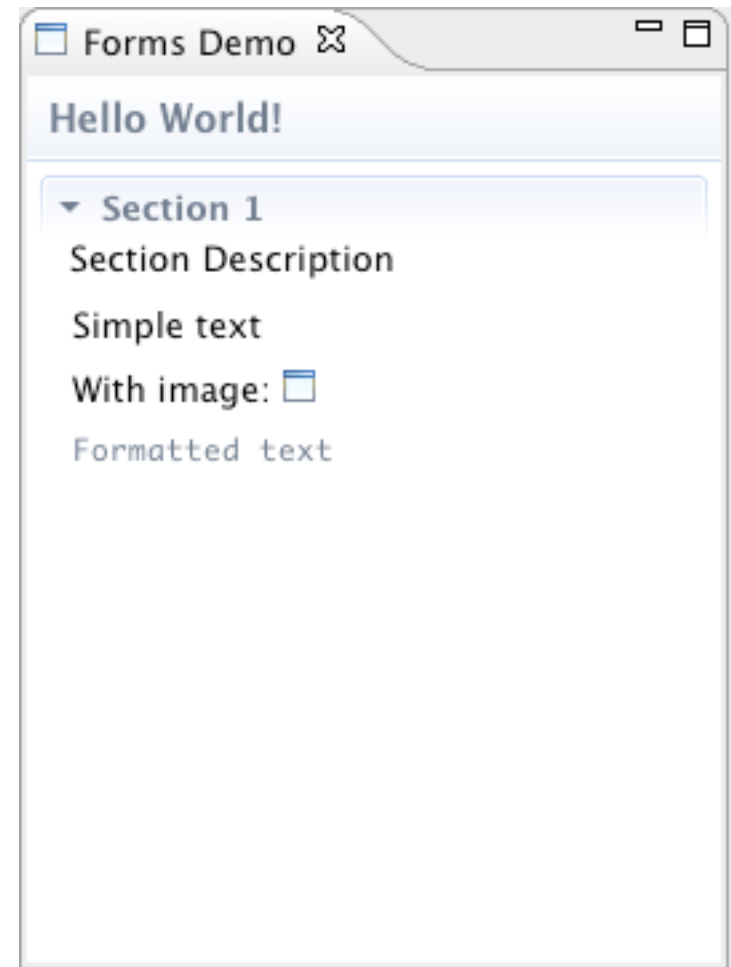 Forms Demo
Hello World!
Section 1
Section Description
Simple text
With image:
Formatted text